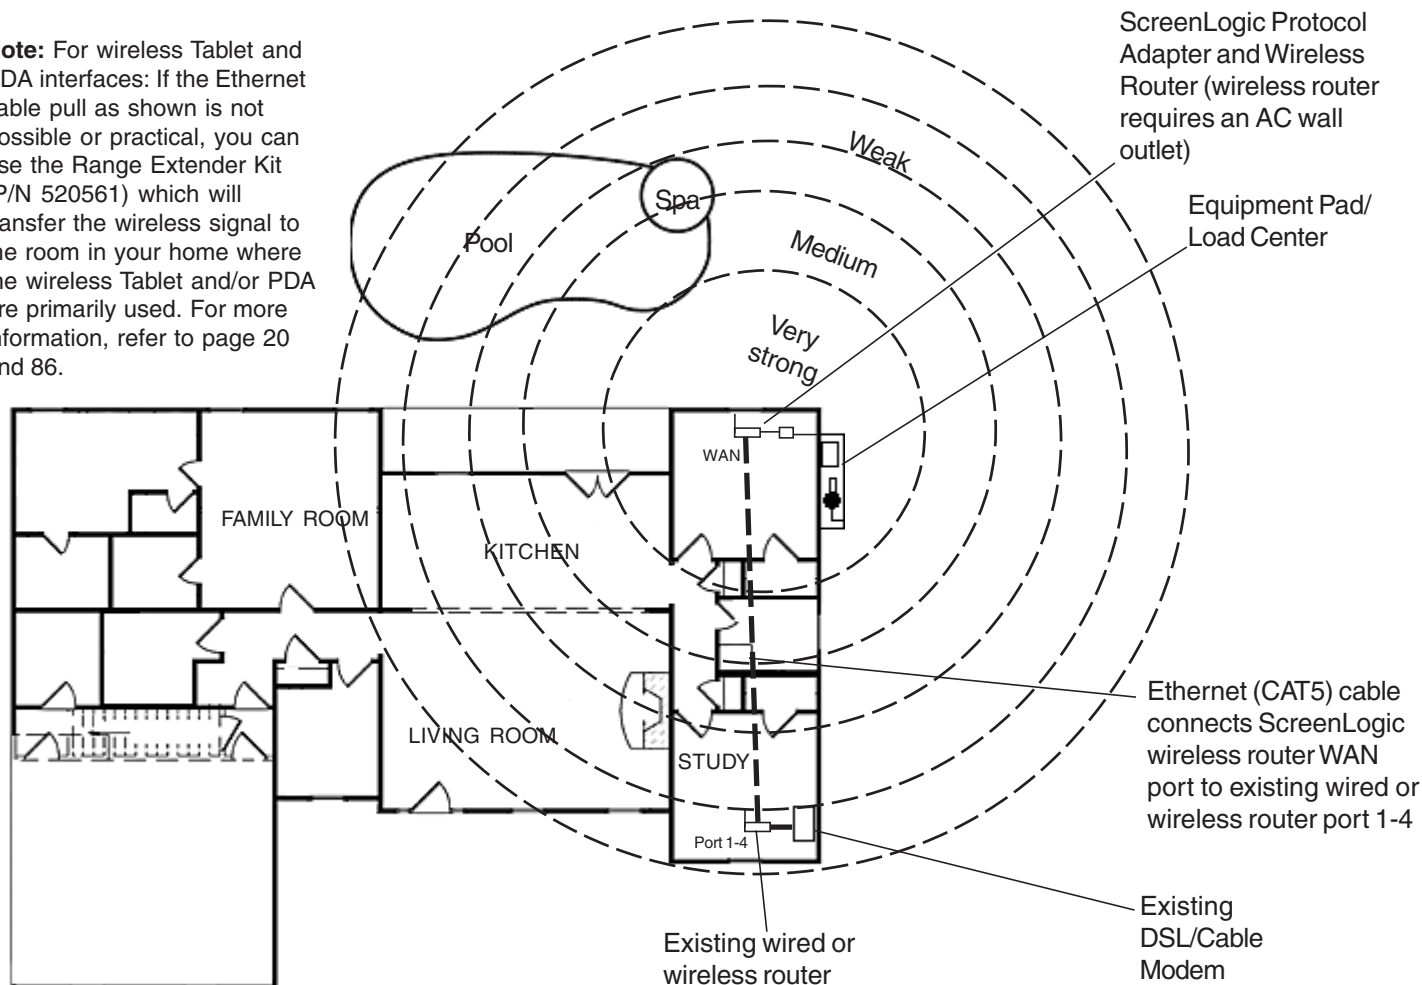 ote: For wireless Tablet and
DA interfaces: If the Ethernet
able pull as shown is not
ossible or practical, you can
se the Range Extender Kit
P/N 520561) which will
ansfer the wireless signal to
ne room in your home where
ne wireless Tablet and/or PDA
re primarily used. For more
nformation, refer to page 20
nd 86.
ScreenLogic Protocol
Adapter and Wireless
Router (wireless router
requires an AC wall
outlet)
Equipment Pad/
Load Center
Weak
Medium
Very
strong
Spa
Pool
WAN
FAMILY ROOM
KITCHEN
LIVING ROOM
STUDY
Port 1-4
Ethernet (CAT5) cable
connects ScreenLogic
wireless router WAN
port to existing wired or
wireless router port 1-4
Existing
DSL/Cable
Modem
Existing wired or
wireless router